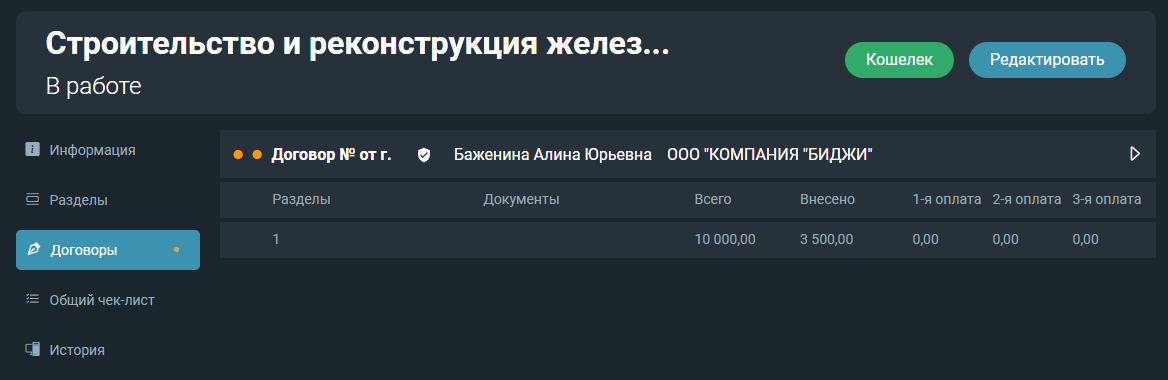 Строительство и реконструкция желез...
В работе
Кошелек
Редактировать
Информация
Разделы
Договоры
Общий чек-лист
История
Договор № от г. Баженина Алина Юрьевна ООО "КОМПАНИЯ "БИДЖИ"
Разделы Документы Всего Внесено 1-я оплата 2-я оплата 3-я оплата
1 10 000,00 3 500,00 0,00 0,00 0,00